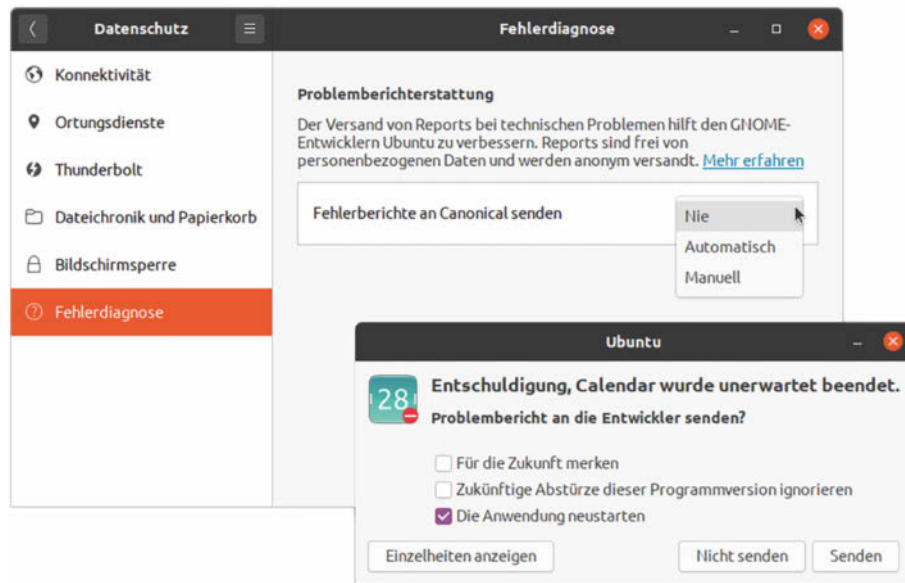 Datenschutz
Fehlerdiagnose
Konnektivität
Ortungsdienste
Thunderbolt
Dateichronik und Papierkorb
Bildschirmsperre
Fehlerdiagnose
Problemberichterstattung
Der Versand von Reports bei technischen Problemen hilft den GNOME-
Entwicklern Ubuntu zu verbessern. Reports sind frei von
personenbezogenen Daten und werden anonym versandt. Mehr erfahren
Fehlerberichte an Canonical senden
Nie
Automatisch
Manuell
Ubuntu
28
Entschuldigung, Calendar wurde unerwartet beendet.
Problembericht an die Entwickler senden?
Für die Zukunft merken
Zukünftige Abstürze dieser Programmversion ignorieren
Die Anwendung neustarten
Einzelheiten anzeigen
Nicht senden
Senden